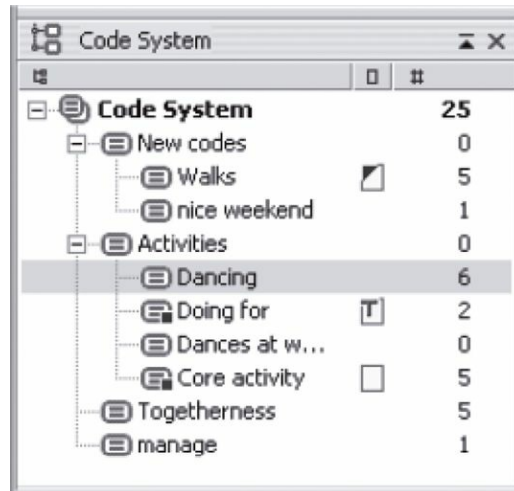 Code System
#
Code System 25
New codes 0
Walks 5
nice weekend 1
Activities 0
Dancing 6
Doing for T 2
Dances at w... 0
Core activity 5
Togetherness 5
manage 1